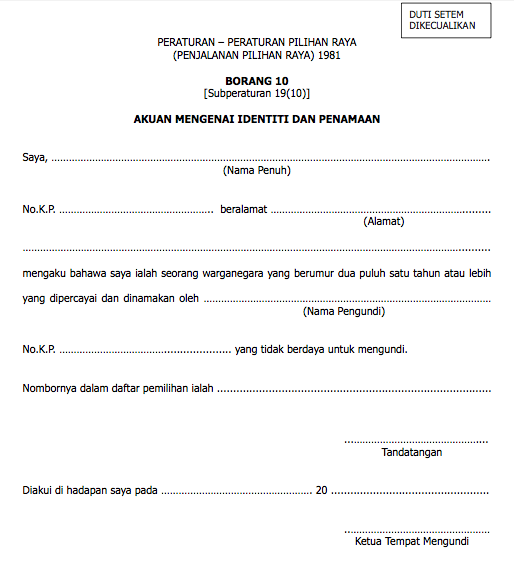 DUTI SETEM
DIKECUALIKAN
PERATURAN – PERATURAN PILIHAN RAYA
(PENJALANAN PILIHAN RAYA) 1981
BORANG 10
[Subperaturan 19(10)]
AKUAN MENGENAI IDENTITI DAN PENAMAAN
Saya, ............................................................
(Nama Penuh)
No.K.P. ............................ beralamat ............................
(Alamat)
............................................................
mengaku bahawa saya ialah seorang warganegara yang berumur dua puluh satu tahun atau lebih
yang dipercayai dan dinamakan oleh ............................................................
(Nama Pengundi)
No.K.P. ............................ yang tidak berdaya untuk mengundi.
Nombornya dalam daftar pemilihan ialah ............................................................
............................
Tandatangan
Diakui di hadapan saya pada ............................ 20 ............................
............................
Ketua Tempat Mengundi